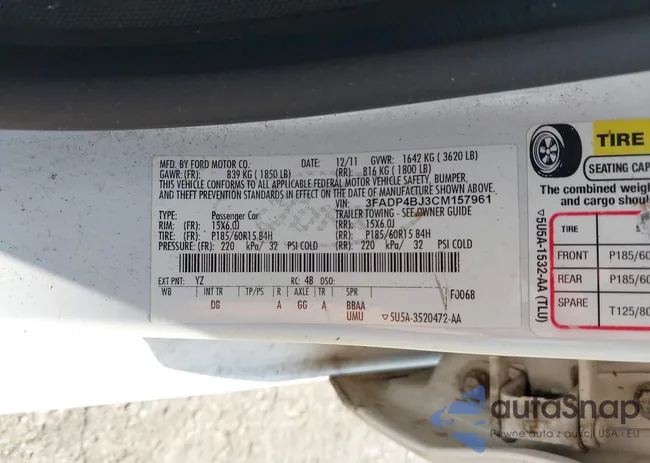 MFD. BY FORD MOTOR CO. DATE: 12/11 GVWR: 1642 KG ( 3620 LB)
GAWR: (FR): 839 KG ( 1850 LB) (RR): 816 KG ( 1800 LB)
THIS VEHICLE CONFORMS TO ALL APPLICABLE FEDERAL MOTOR VEHICLE SAFETY, BUMPER,
AND THEFT PREVENTION STANDARDS IN EFFECT ON THE DATE OF MANUFACTURE SHOWN ABOVE.
VIN: 3FADP4BJ3CM157961
TYPE: Passenger Car TRAILER TOWING - SEE OWNER GUIDE
RIM: (FR): 15X6.0J (RR): 15X6.0J
TIRE: (FR): P185/60R15 84H (RR): P185/60R15 84H
PRESSURE: (FR): 220 kPa/ 32 PSI COLD (RR): 220 kPa/ 32 PSI COLD
EXT PNT: YZ RC: 48 DSO:
WB INT TR TP/PS R AXLE TR SPR F0068
DB A GG A BBAA
UMU ▽5U5A-3520472-AA
TIRE
SEATING CAP
The combined weigh
and cargo shoul
TIRE S
FRONT P185/60
REAR P185/60
SPARE T125/80
▽5U5A-1532-AA (TLU)
autoSnap
Pewne auto z aukcji USA i EU